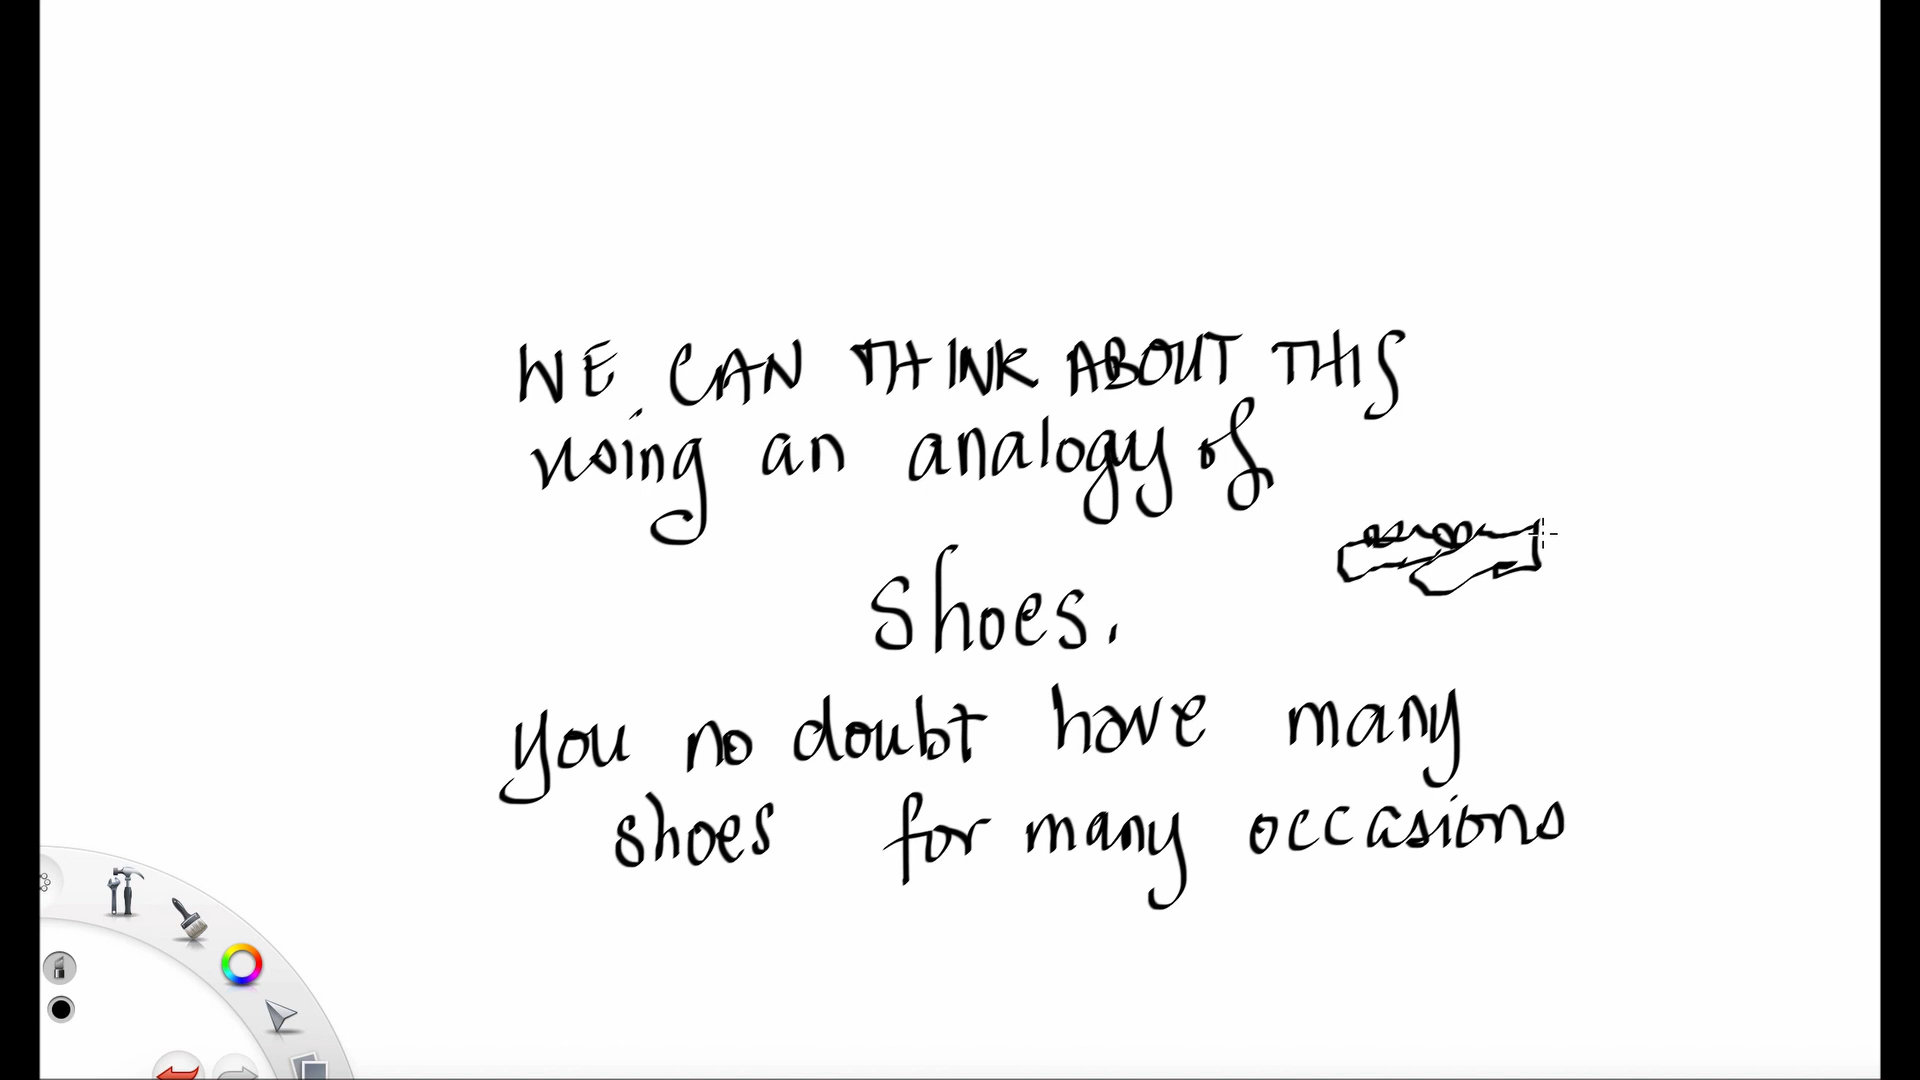 WE CAN THINK ABOUT THIS
using an analogy of
shoes.
you no doubt have many
shoes for many occasions